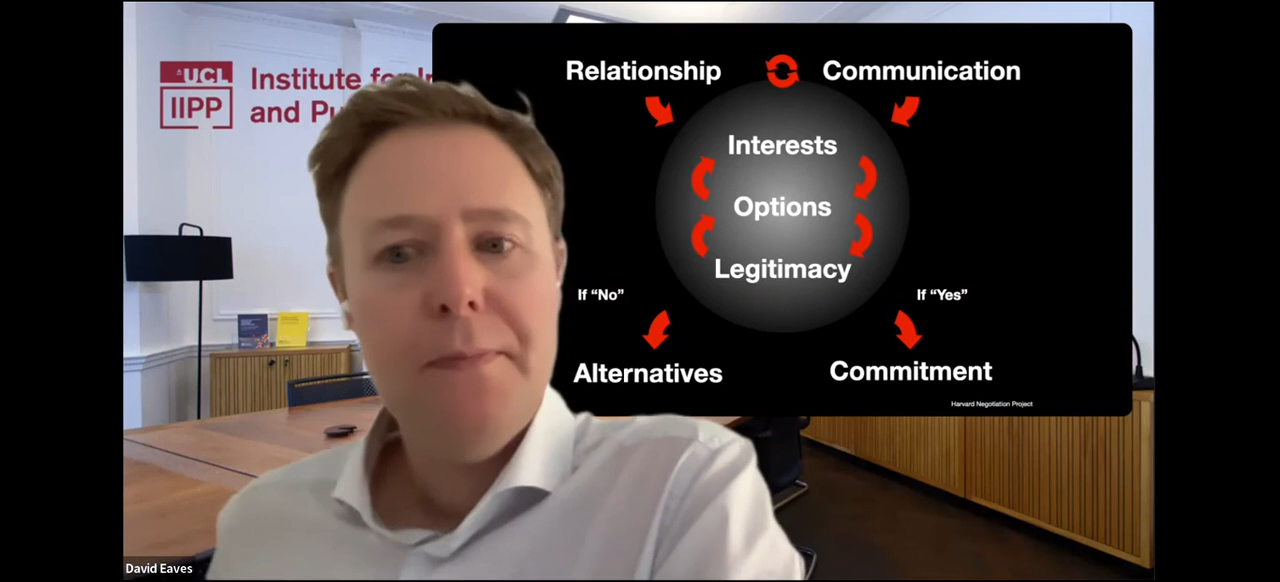 UCL
IIPP
Institute for
and
Relationship
Communication
Interests
Options
Legitimacy
If “No”
If “Yes”
Alternatives
Commitment
Harvard Negotiation Project
David Eaves